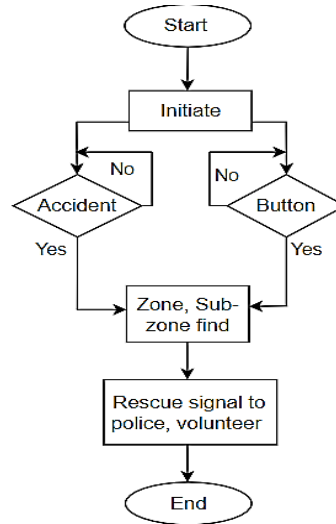 Start
Initiate
No
No
Accident
Button
Yes
Yes
Zone, Sub-
zone find
Rescue signal to
police, volunteer
End